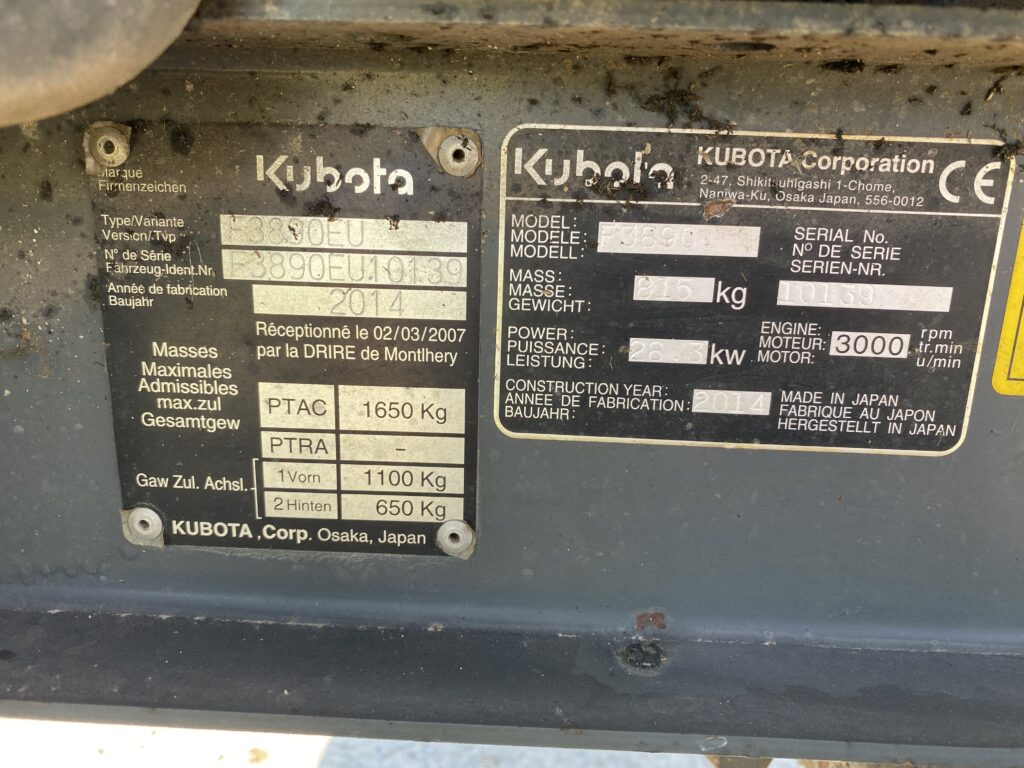 Marque
Firmenzeichen
Kubota
Type/Variante
Version/Typ
F3890EU
N° de Série
Fahrzeug-Ident.Nr.
F3890EU10139
Année de fabrication
Baujahr
2014
Réceptionné le 02/03/2007
par la DRIRE de Montlhery
Masses
Maximales
Admissibles
max.zul
Gesamtgew
PTAC 1650 Kg
PTRA -
Gaw Zul. Achsl.
1 Vorn 1100 Kg
2 Hinten 650 Kg
KUBOTA ,Corp. Osaka, Japan
Kubota
KUBOTA Corporation
2-47, Shikitsuhigashi 1-Chome,
Naniwa-Ku, Osaka Japan, 556-0012
CE
MODEL:
MODELE:
MODELL:
F3890
SERIAL No.
N° DE SÉRIE
SERIEN-NR.
10139
MASS:
MASSE:
GEWICHT:
815 kg
POWER:
PUISSANCE:
LEISTUNG:
28.3 kw
ENGINE:
MOTEUR:
MOTOR:
3000
rpm
tr.min
u/min
CONSTRUCTION YEAR:
ANNEE DE FABRICATION:
BAUJAHR:
2014
MADE IN JAPAN
FABRIQUE AU JAPON
HERGESTELLT IN JAPAN